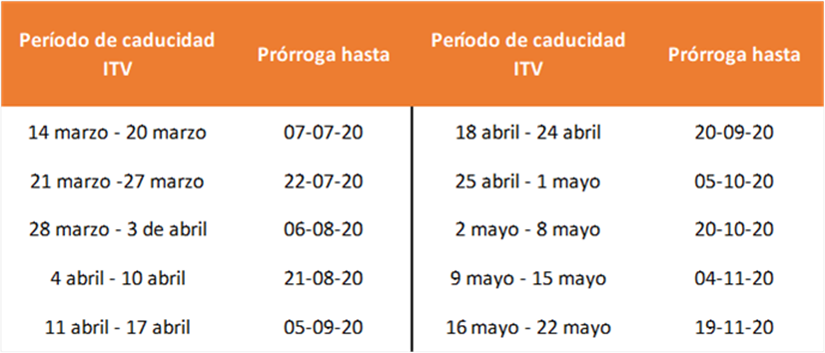 Período de caducidad ITV Prórroga hasta Período de caducidad ITV Prórroga hasta
14 marzo - 20 marzo 07-07-20 18 abril - 24 abril 20-09-20
21 marzo -27 marzo 22-07-20 25 abril - 1 mayo 05-10-20
28 marzo - 3 de abril 06-08-20 2 mayo - 8 mayo 20-10-20
4 abril - 10 abril 21-08-20 9 mayo - 15 mayo 04-11-20
11 abril - 17 abril 05-09-20 16 mayo - 22 mayo 19-11-20